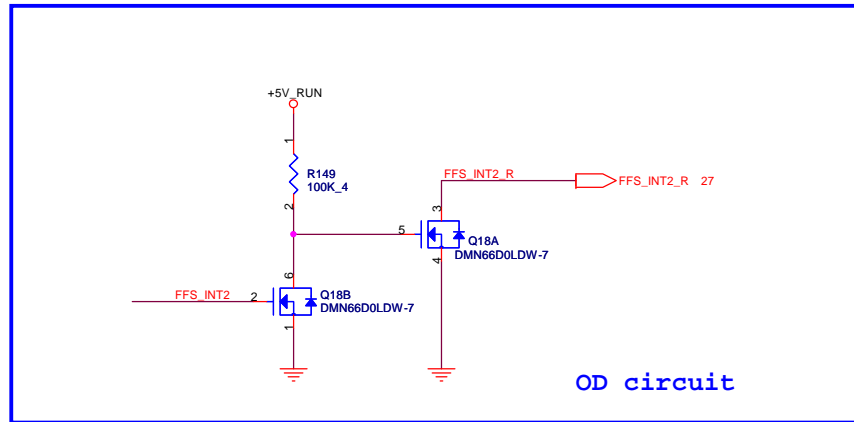 +5V_RUN
1
R149
100K_4
2
FFS_INT2_R
FFS_INT2_R 27
3
5
Q18A
DMN66D0LDW-7
4
6
FFS_INT2
2
Q18B
DMN66D0LDW-7
1
OD circuit